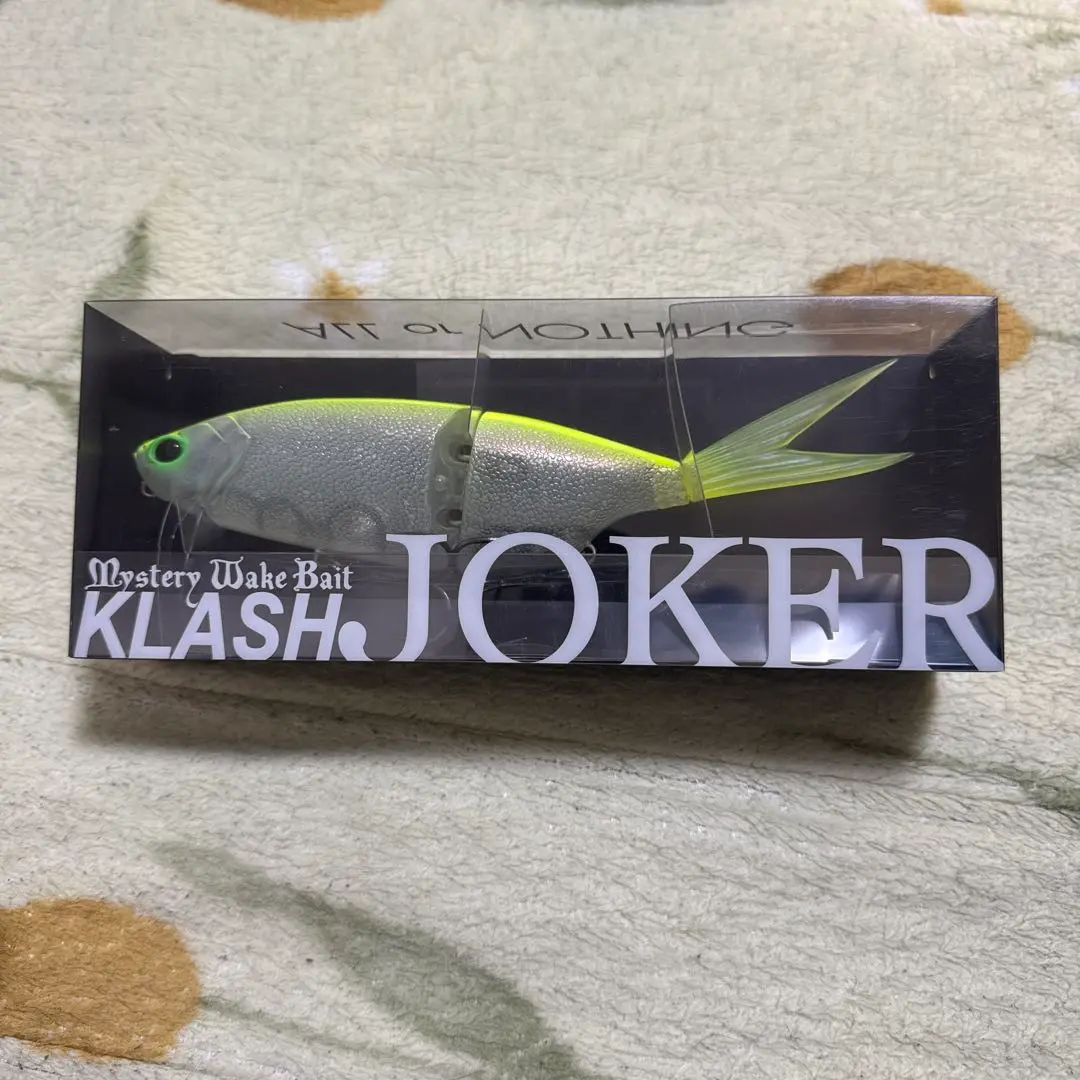 ALL or NOTHING
Mystery Wake Bait
KLASH JOKER